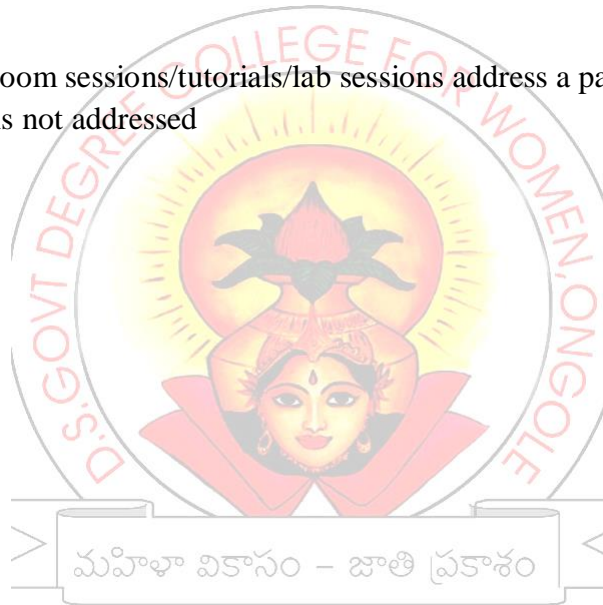 oom sessions/tutorials/lab sessions address a pa
s not addressed
D.S.GOVT DEGREE COLLEGE FOR WOMEN, ONGOLE
మహిళా వికాసం – జాతి ప్రకాశం